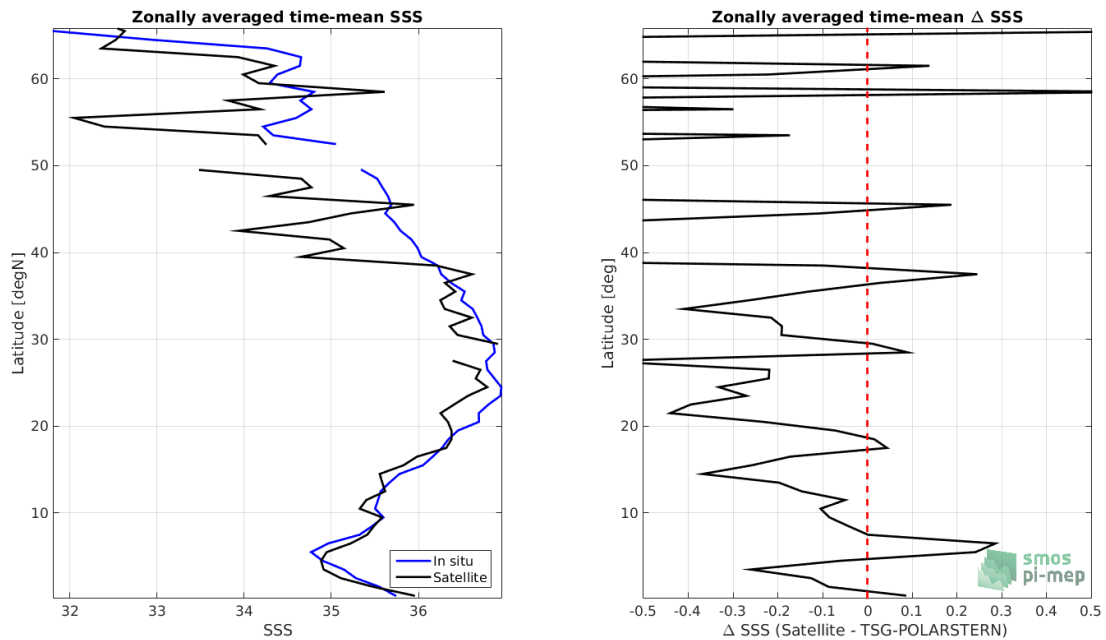 Zonally averaged time-mean SSS
60
50
40
30
20
10
Latitude [degN]
32
33
34
35
36
SSS
In situ
Satellite
Zonally averaged time-mean Δ SSS
60
50
40
30
20
10
Latitude [deg]
-0.5
-0.4
-0.3
-0.2
-0.1
0
0.1
0.2
0.3
0.4
0.5
Δ SSS (Satellite - TSG-POLARSTERN)
smos
pi-mep